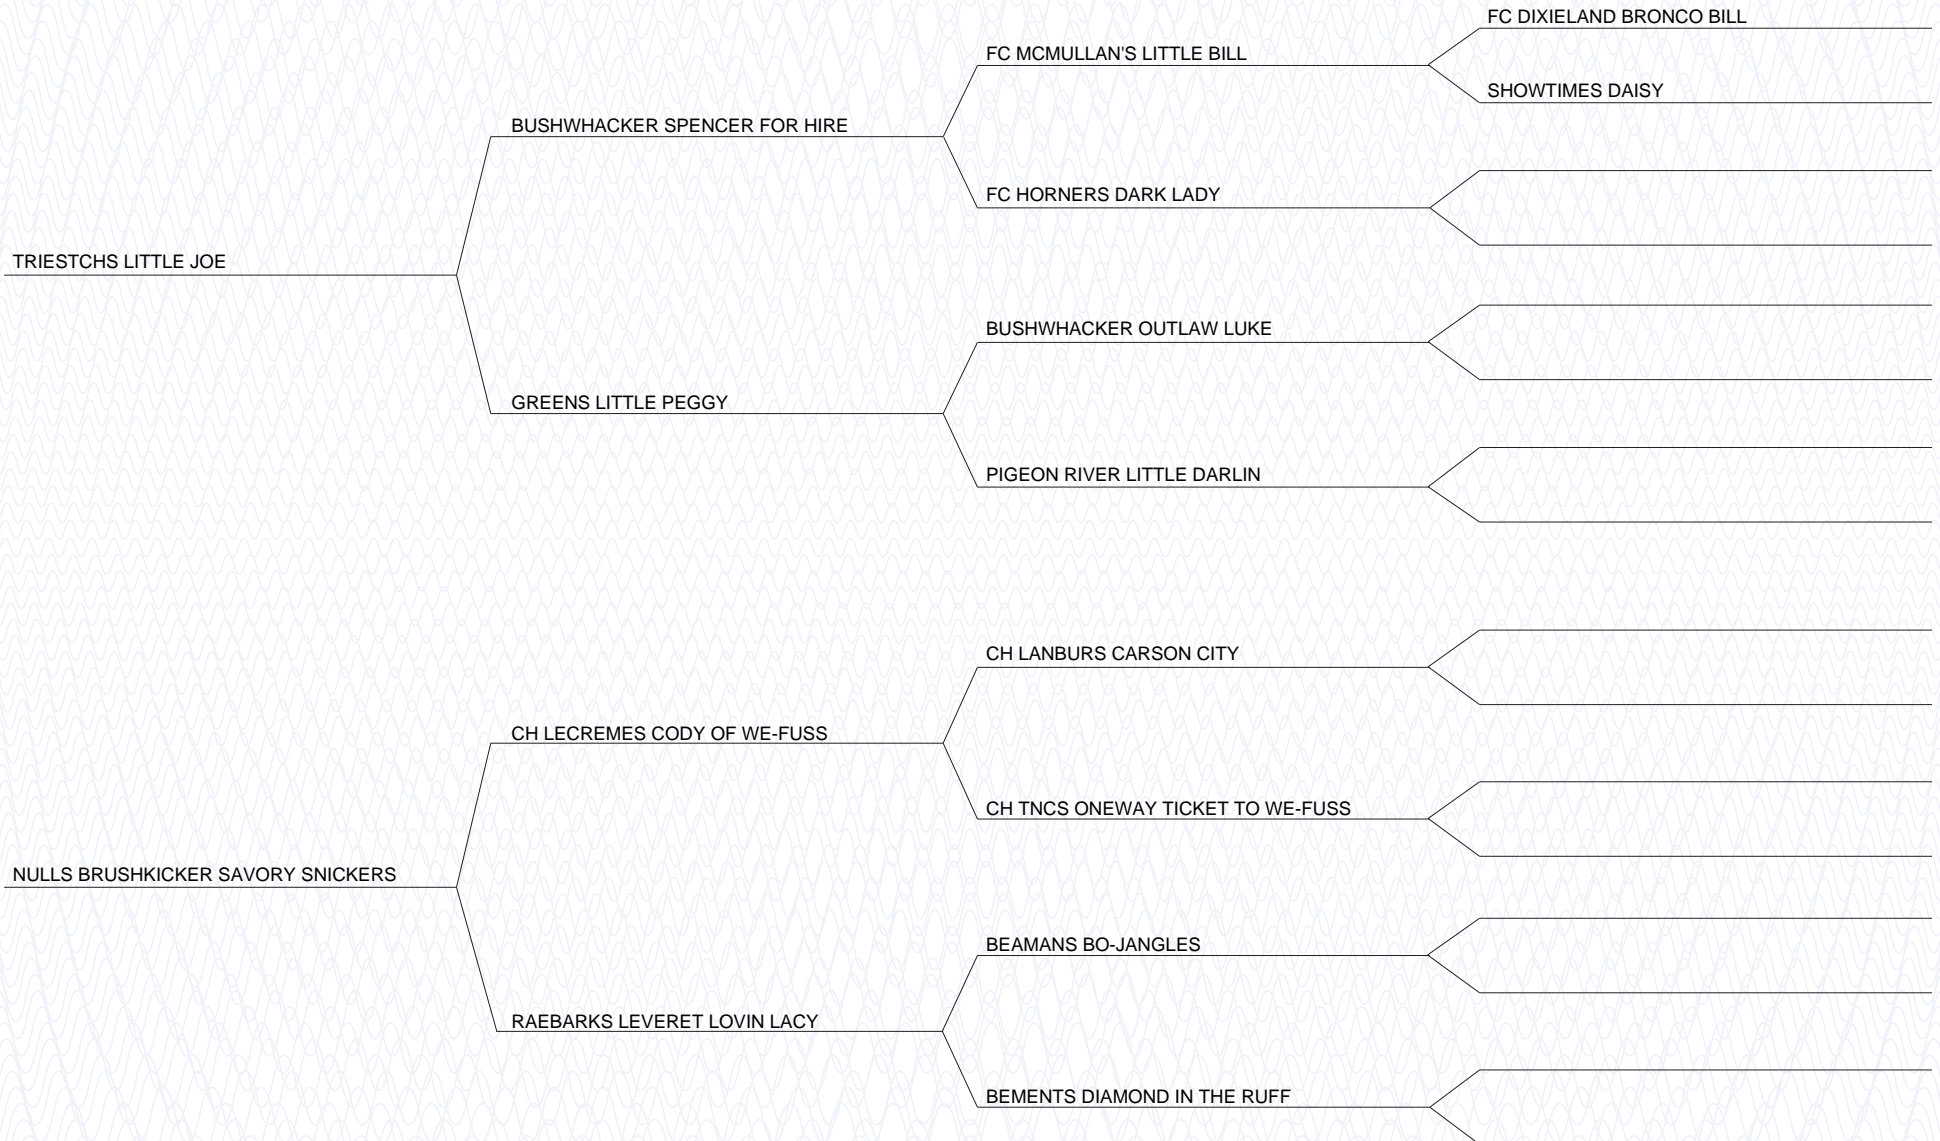 FC DIXIELAND BRONCO BILL
FC MCMULLAN'S LITTLE BILL
SHOWTIMES DAISY
BUSHWHACKER SPENCER FOR HIRE
FC HORNERS DARK LADY
TRIESTCHS LITTLE JOE
BUSHWHACKER OUTLAW LUKE
GREENS LITTLE PEGGY
PIGEON RIVER LITTLE DARLIN
CH LANBURS CARSON CITY
CH LECREMES CODY OF WE-FUSS
CH TNCS ONEWAY TICKET TO WE-FUSS
NULLS BRUSHKICKER SAVORY SNICKERS
BEAMANS BO-JANGLES
RAEBARKS LEVERET LOVIN LACY
BEMENTS DIAMOND IN THE RUFF